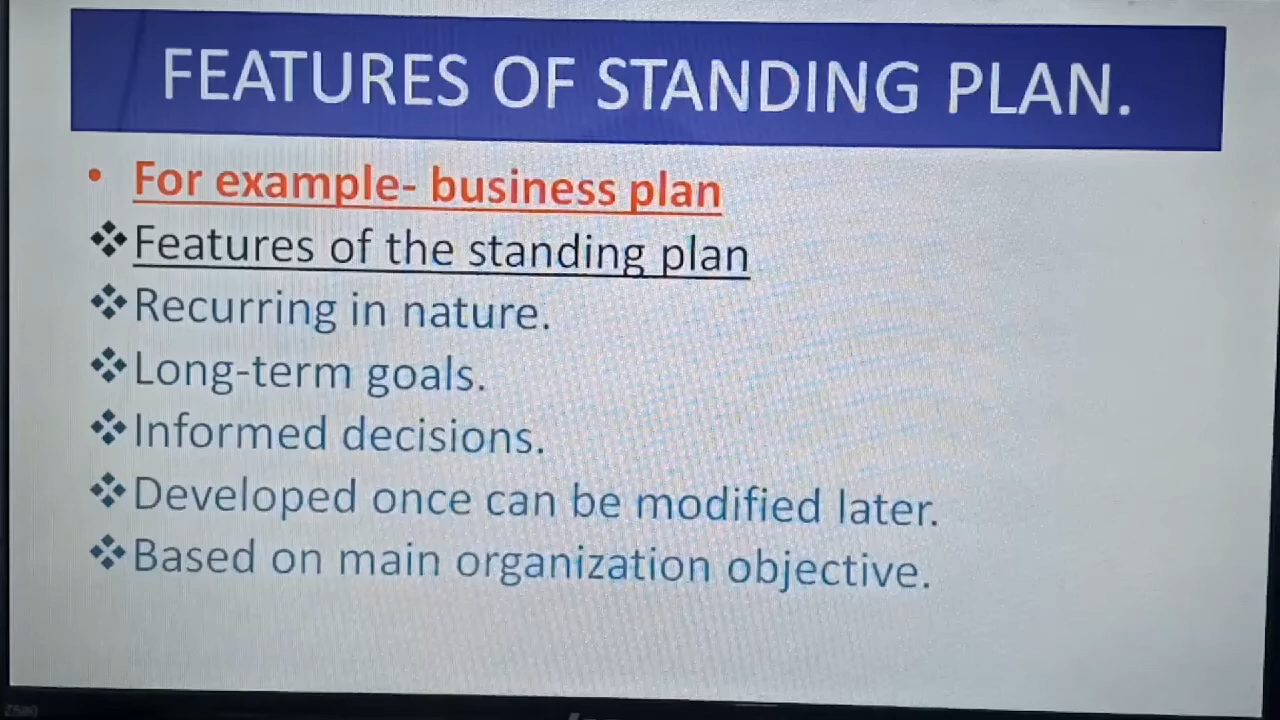 FEATURES OF STANDING PLAN.
• For example- business plan
❖Features of the standing plan
❖Recurring in nature.
❖Long-term goals.
❖Informed decisions.
❖Developed once can be modified later.
❖Based on main organization objective.